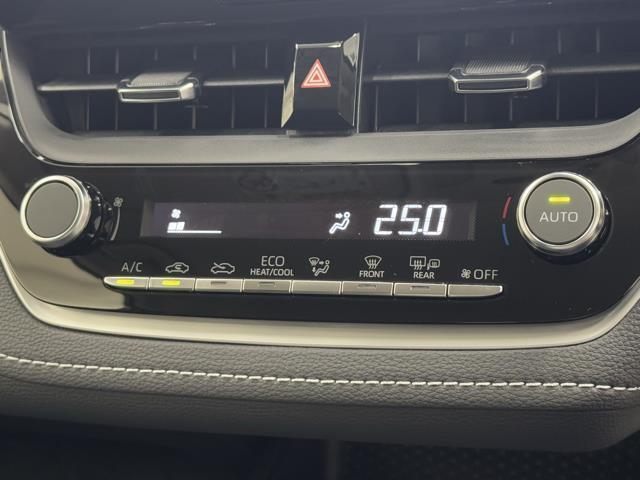 25.0
AUTO
A/C
ECO
HEAT/COOL
FRONT
REAR
OFF